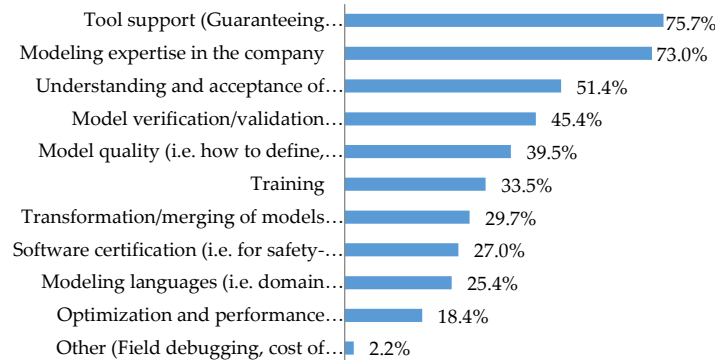 Tool support (Guaranteeing… 75.7%
Modeling expertise in the company 73.0%
Understanding and acceptance of… 51.4%
Model verification/validation… 45.4%
Model quality (i.e. how to define,… 39.5%
Training 33.5%
Transformation/merging of models… 29.7%
Software certification (i.e. for safety-… 27.0%
Modeling languages (i.e. domain… 25.4%
Optimization and performance… 18.4%
Other (Field debugging, cost of… 2.2%